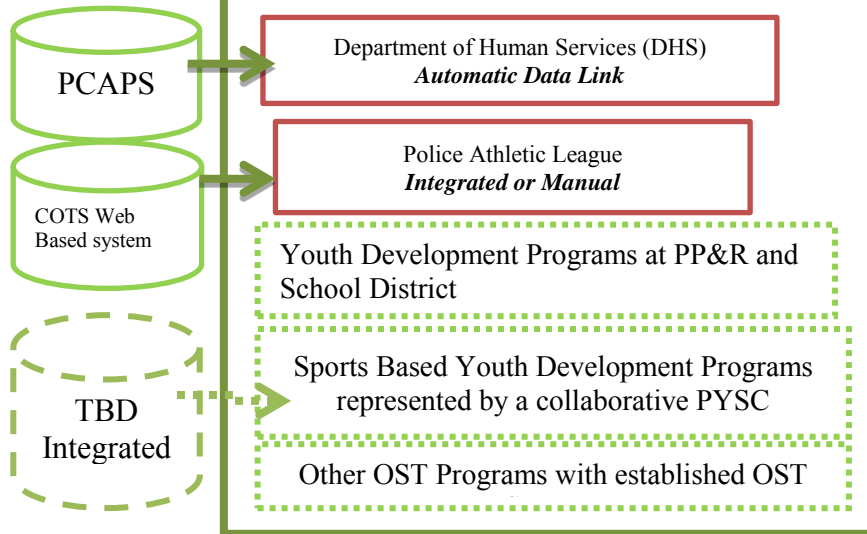 PCAPS
Department of Human Services (DHS)
Automatic Data Link
COTS Web
Based system
Police Athletic League
Integrated or Manual
Youth Development Programs at PP&R and
School District
TBD
Integrated
Sports Based Youth Development Programs
represented by a collaborative PYSC
Other OST Programs with established OST